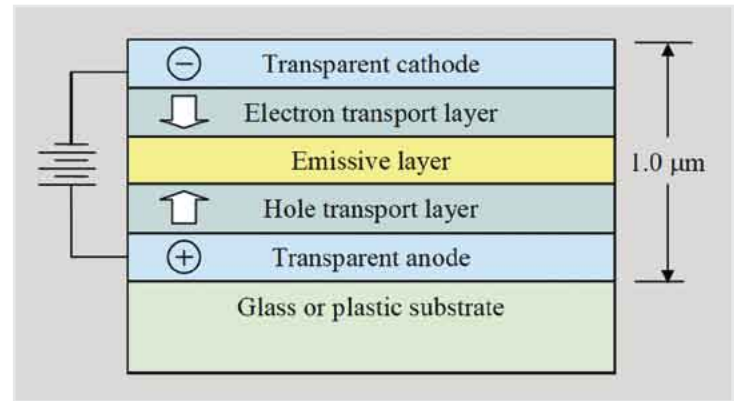 ⊖ Transparent cathode
Electron transport layer
Emissive layer
1.0 μm
Hole transport layer
⊕ Transparent anode
Glass or plastic substrate